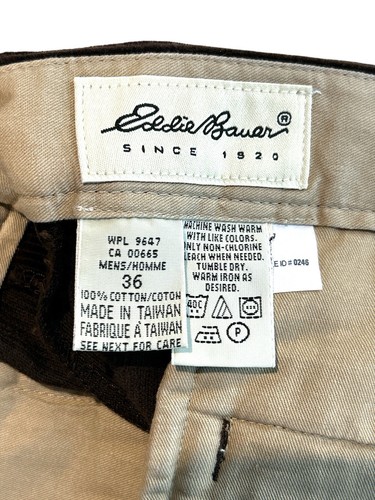 Eddie Bauer®
SINCE 1920
WPL 9647
CA 00665
MENS/HOMME
36
100% COTTON/COTON
MADE IN TAIWAN
FABRIQUÉ À TAIWAN
SEE NEXT FOR CARE
MACHINE WASH WARM
WITH LIKE COLORS.
ONLY NON-CHLORINE
BLEACH WHEN NEEDED.
TUMBLE DRY.
WARM IRON AS
DESIRED.
40C
P
E ID # 0246